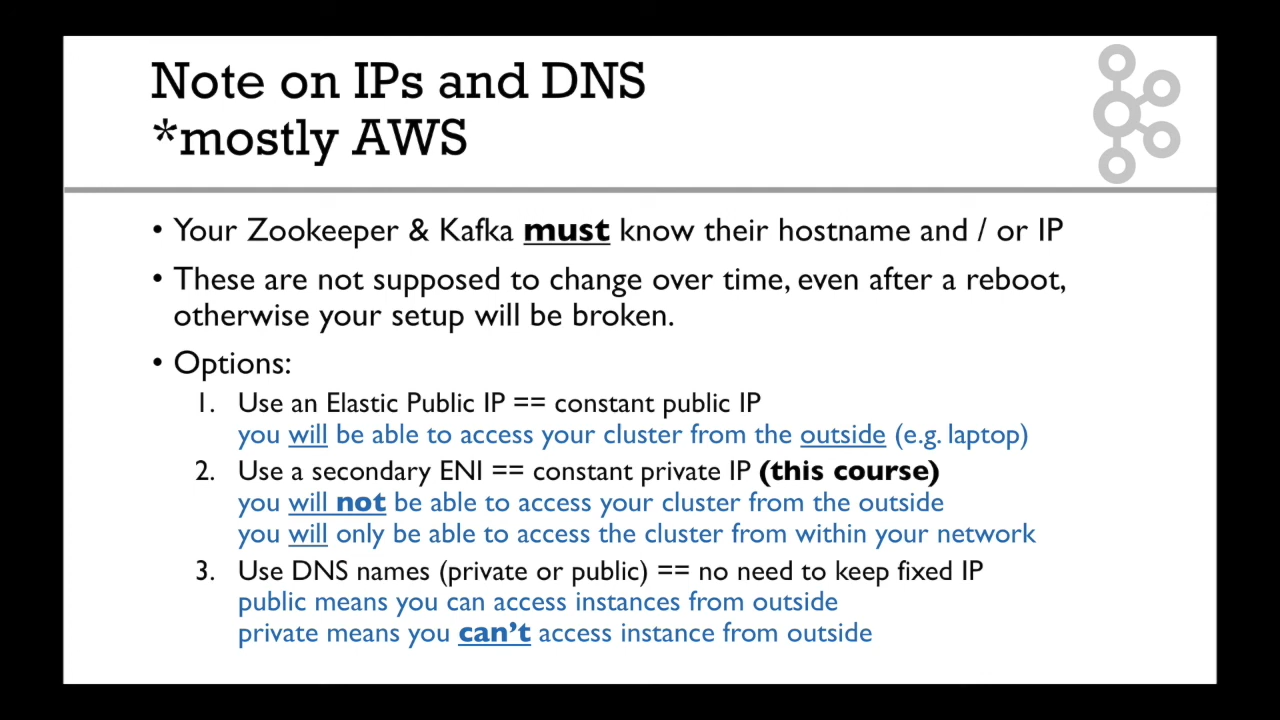 Note on IPs and DNS
*mostly AWS
• Your Zookeeper & Kafka must know their hostname and / or IP
• These are not supposed to change over time, even after a reboot,
otherwise your setup will be broken.
• Options:
1. Use an Elastic Public IP == constant public IP
you will be able to access your cluster from the outside (e.g. laptop)
2. Use a secondary ENI == constant private IP (this course)
you will not be able to access your cluster from the outside
you will only be able to access the cluster from within your network
3. Use DNS names (private or public) == no need to keep fixed IP
public means you can access instances from outside
private means you can’t access instance from outside